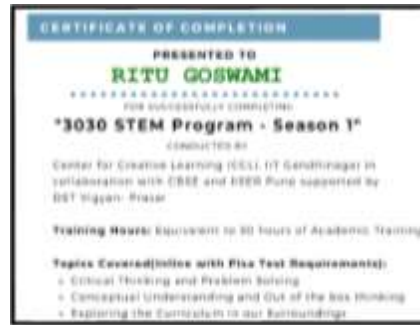 CERTIFICATE OF COMPLETION
PRESENTED TO
RITU GOSWAMI
FOR SUCCESSFULLY COMPLETING
"3030 STEM Program - Season 1"
CONDUCTED BY
Center for Creative Learning (CCL), IIT Gandhinagar in
collaboration with CBSE and IISER Pune supported by
DST Vigyan- Prasar
Training Hours: Equivalent to 50 hours of Academic Training
Topics Covered(Inline with Pisa Test Requirements):
Critical Thinking and Problem Solving
Conceptual Understanding and Out of the box thinking
Exploring the Curriculum in our Surroundings